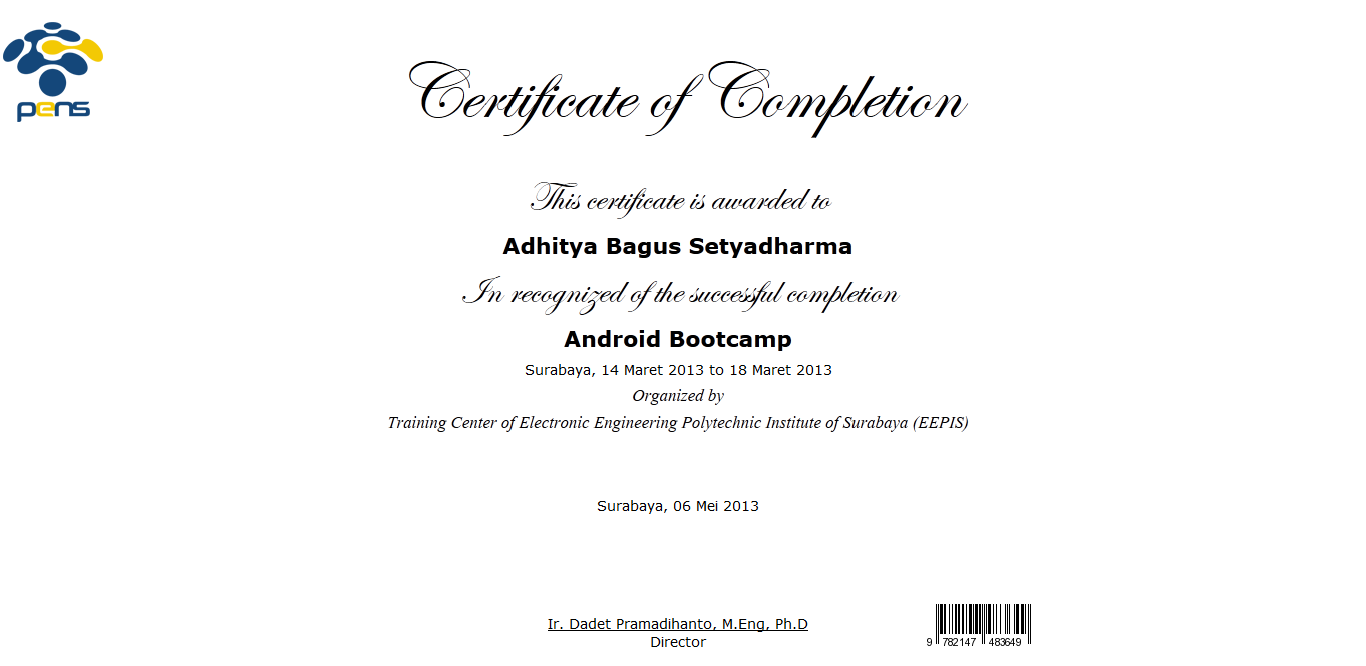 pens
Certificate of Completion
This certificate is awarded to
Adhitya Bagus Setyadharma
In recognized of the successful completion
Android Bootcamp
Surabaya, 14 Maret 2013 to 18 Maret 2013
Organized by
Training Center of Electronic Engineering Polytechnic Institute of Surabaya (EEPIS)
Surabaya, 06 Mei 2013
Ir. Dadet Pramadihanto, M.Eng, Ph.D
Director
9 782147 483649